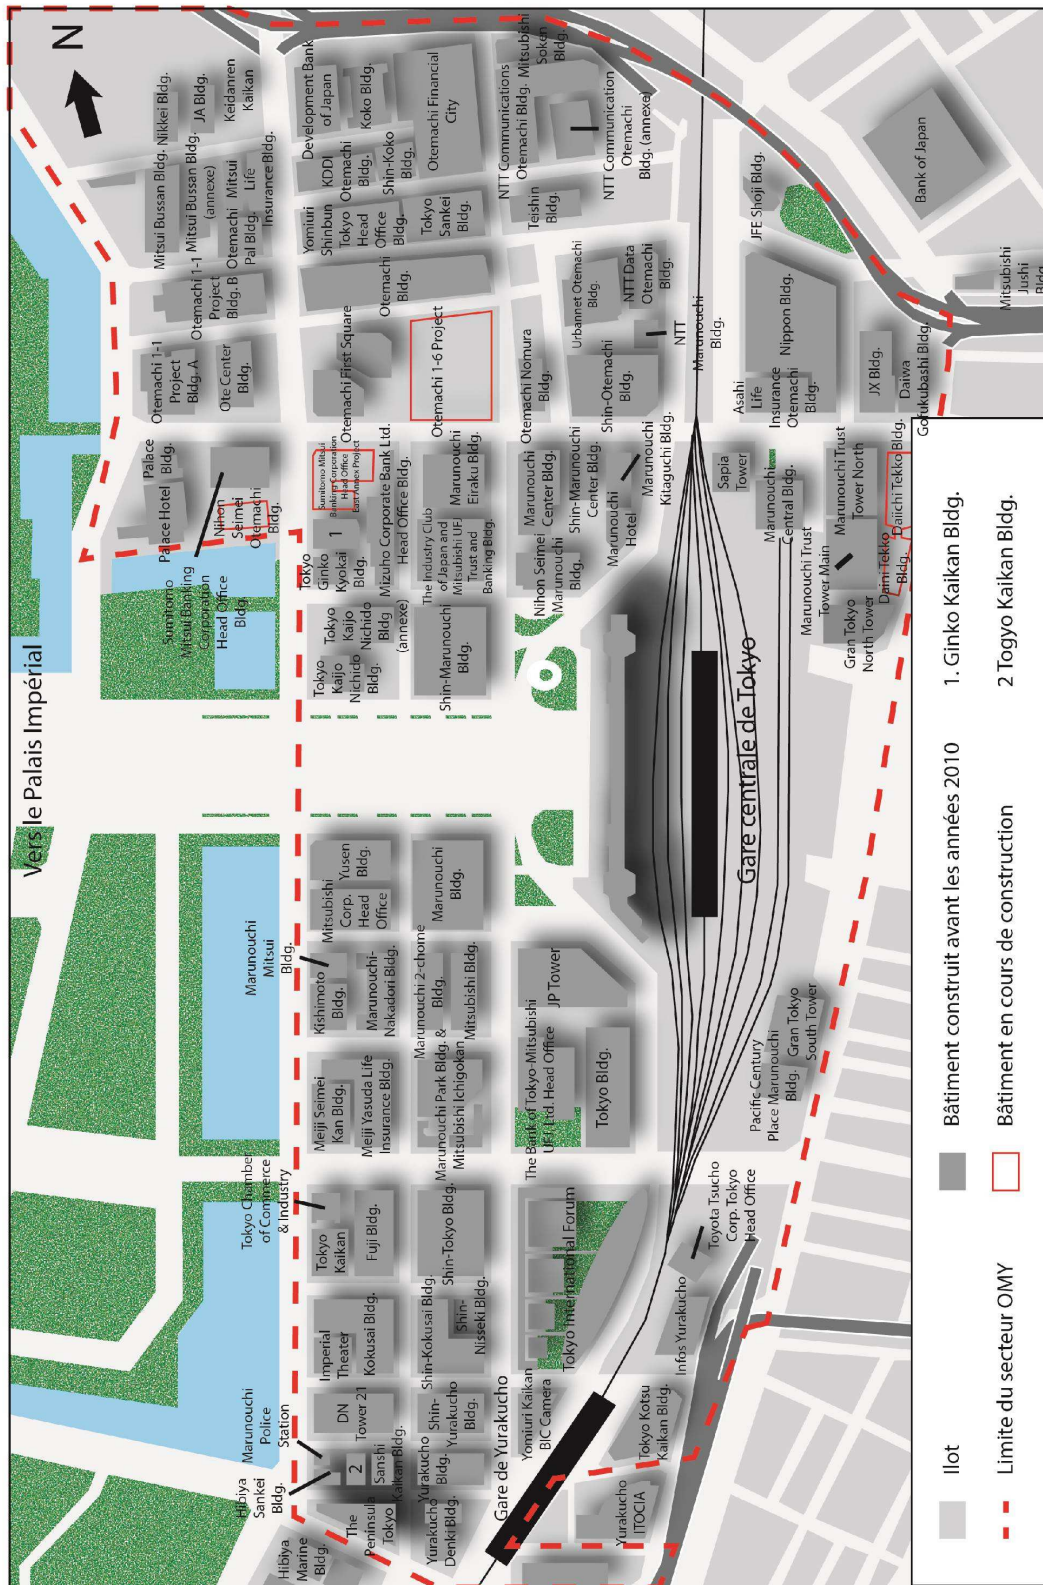 N
Vers le Palais Impérial
Nikkei Bldg.
JA Bldg.
Keidanren
Kaikan
Mitsui Bussan Bldg.
Mitsui Bussan Bldg.
(annexe)
Otemachi
Pal Bldg.
Mitsui
Life
Insurance Bldg.
Otemachi 1-1
Project
Bldg. B
Otemachi 1-1
Project
Bldg. A
Ote Center
Bldg.
Palace
Bldg.
Palace Hotel
Nihon
Seimei
Otemachi
Bldg.
Sumitomo
Mitsui Banking
Corporation
Head Office
Bldg.
Development Bank
of Japan
Koko Bldg.
Otemachi Financial
City
KDDI
Otemachi
Bldg.
Shin-Koko
Bldg.
Yomiuri
Shinbun
Tokyo
Head
Office
Bldg.
Tokyo
Sankei
Bldg.
Otemachi
Bldg.
Otemachi First Square
Otemachi 1-6 Project
Sumitomo Mitsui
Banking Corporation
Head Office
East Annex Project
1
Tokyo
Ginko
Kyokai
Bldg.
Mizuho Corporate Bank Ltd.
Head Office Bldg.
The Industry Club
of Japan and
Mitsubishi UFJ
Trust and
Banking Bldg.
Marunouchi
Eiraku Bldg.
Tokyo
Kaijo
Nichido
Bldg.
Tokyo
Kaijo
Nichido
Bldg
(annexe)
Shin-Marunouchi
Bldg.
NTT Communications
Otemachi Bldg.
Mitsubishi
Soken
Bldg.
NTT Communication
Otemachi
Bldg. (annexe)
Teishin
Bldg.
Urbannet Otemachi
Bldg.
NTT Data
Otemachi
Bldg.
NTT
Marunouchi
Bldg.
Otemachi Nomura
Bldg.
Shin-Otemachi
Bldg.
Marunouchi
Center Bldg.
Shin-Marunouchi
Center Bldg.
Marunouchi
Hotel
Marunouchi
Kitaguchi Bldg.
Nihon Seimei
Marunouchi
Bldg.
JFE Shoji Bldg.
Bank of Japan
Mitsubishi
Jushi
Nippon Bldg.
Asahi
Life
Insurance
Otemachi
Bldg.
JX Bldg.
Daiwa
Gofukubashi Bldg.
Sapia
Tower
Marunouchi
Central Bldg.
Marunouchi Trust
Tower North
Marunouchi Trust
Tower Main
Daiichi Tekko Bldg.
Daini Tekko
Bldg.
Gran Tokyo
North Tower
Gare centrale de Tokyo
Marunouchi
Mitsui
Bldg.
Mitsubishi
Corp.
Head
Office
Yusen
Bldg.
Marunouchi
Bldg.
Kishimoto
Bldg.
Marunouchi-
Nakadori Bldg.
Marunouchi 2-chome
Bldg.
Mitsubishi Bldg.
Meiji Seimei
Kan Bldg.
Meiji Yasuda Life
Insurance Bldg.
Marunouchi Park Bldg. &
Mitsubishi Ichigokan
JP Tower
The Bank of Tokyo-Mitsubishi
UFJ Ltd. Head Office
Tokyo Bldg.
Pacific Century
Place Marunouchi
Bldg.
Gran Tokyo
South Tower
Tokyo Chamber
of Commerce
& Industry
Tokyo
Kaikan
Fuji Bldg.
Shin-Tokyo Bldg.
Tokyo International Forum
Toyota Tsucho
Corp. Tokyo
Head Office
Infos Yurakucho
Imperial
Theater
Kokusai Bldg.
Shin-Kokusai Bldg.
Shin-
Nisseki Bldg.
Marunouchi
Police
Station
DN
Tower 21
Shin-
Yurakucho
Bldg.
Yomiuri Kaikan
BIC Camera
Tokyo Kotsu
Kaikan Bldg.
Hibiya
Sankei
Bldg.
2
Sanshi
Kaikan Bldg.
Yurakucho
Bldg.
Gare de Yurakucho
The
Peninsula
Tokyo
Yurakucho
Denki Bldg.
Hibiya
Marine
Bldg.
Yurakucho
ITOCIA
Ilot
Limite du secteur OMY
Bâtiment construit avant les années 2010
Bâtiment en cours de construction
1. Ginko Kaikan Bldg.
2 Togyo Kaikan Bldg.